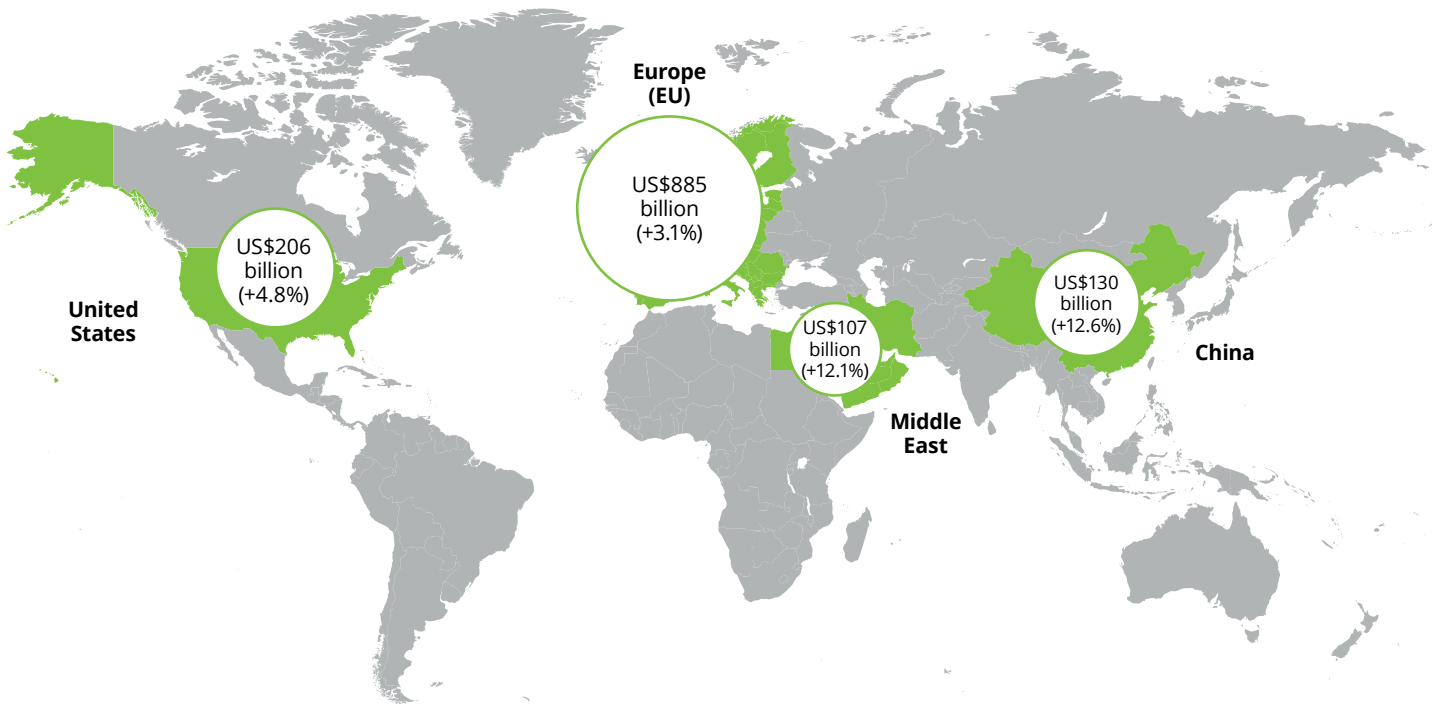 Europe
(EU)
US$885
billion
(+3.1%)
US$206
billion
(+4.8%)
United
States
US$130
billion
(+12.6%)
China
US$107
billion
(+12.1%)
Middle
East